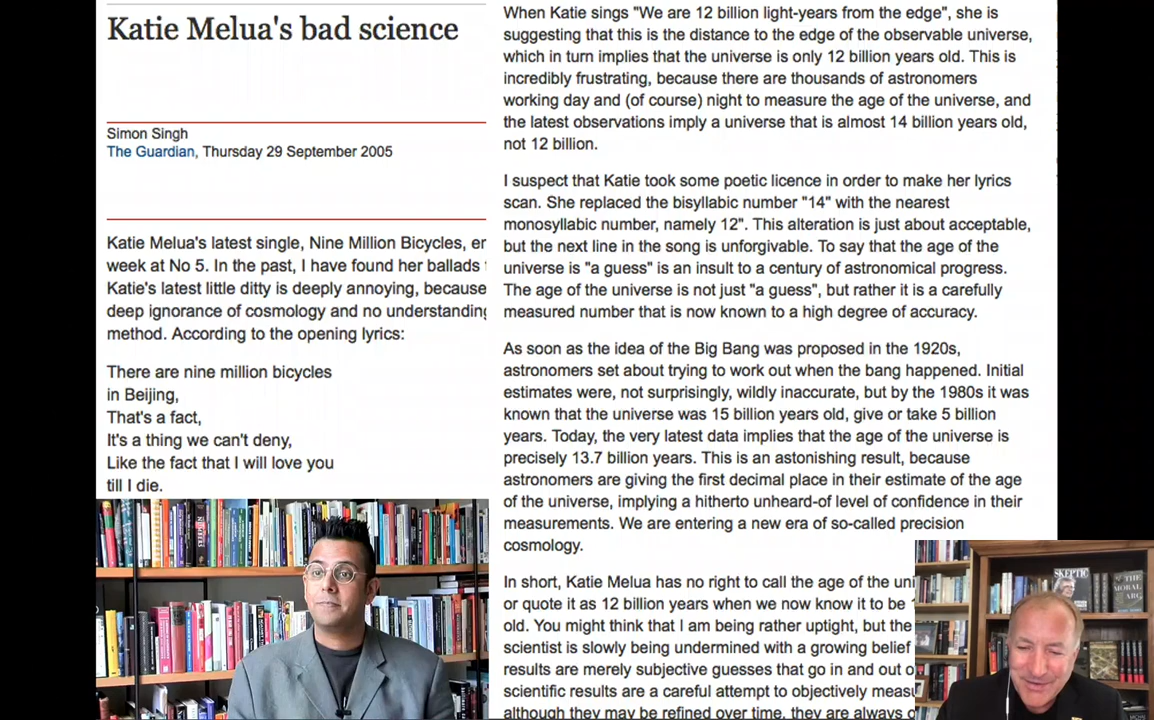 Katie Melua's bad science
Simon Singh
The Guardian, Thursday 29 September 2005
Katie Melua's latest single, Nine Million Bicycles, er
week at No 5. In the past, I have found her ballads
Katie's latest little ditty is deeply annoying, because
deep ignorance of cosmology and no understanding
method. According to the opening lyrics:
There are nine million bicycles
in Beijing,
That's a fact,
It's a thing we can't deny,
Like the fact that I will love you
till I die.
When Katie sings "We are 12 billion light-years from the edge", she is
suggesting that this is the distance to the edge of the observable universe,
which in turn implies that the universe is only 12 billion years old. This is
incredibly frustrating, because there are thousands of astronomers
working day and (of course) night to measure the age of the universe, and
the latest observations imply a universe that is almost 14 billion years old,
not 12 billion.
I suspect that Katie took some poetic licence in order to make her lyrics
scan. She replaced the bisyllabic number "14" with the nearest
monosyllabic number, namely 12". This alteration is just about acceptable,
but the next line in the song is unforgivable. To say that the age of the
universe is "a guess" is an insult to a century of astronomical progress.
The age of the universe is not just "a guess", but rather it is a carefully
measured number that is now known to a high degree of accuracy.
As soon as the idea of the Big Bang was proposed in the 1920s,
astronomers set about trying to work out when the bang happened. Initial
estimates were, not surprisingly, wildly inaccurate, but by the 1980s it was
known that the universe was 15 billion years old, give or take 5 billion
years. Today, the very latest data implies that the age of the universe is
precisely 13.7 billion years. This is an astonishing result, because
astronomers are giving the first decimal place in their estimate of the age
of the universe, implying a hitherto unheard-of level of confidence in their
measurements. We are entering a new era of so-called precision
cosmology.
In short, Katie Melua has no right to call the age of the uni
or quote it as 12 billion years when we now know it to be
old. You might think that I am being rather uptight, but the
scientist is slowly being undermined with a growing belief
results are merely subjective guesses that go in and out o
scientific results are a careful attempt to objectively meas
although they may be refined over time, they are always o
SKEPTIC
THE
MORAL
ARC